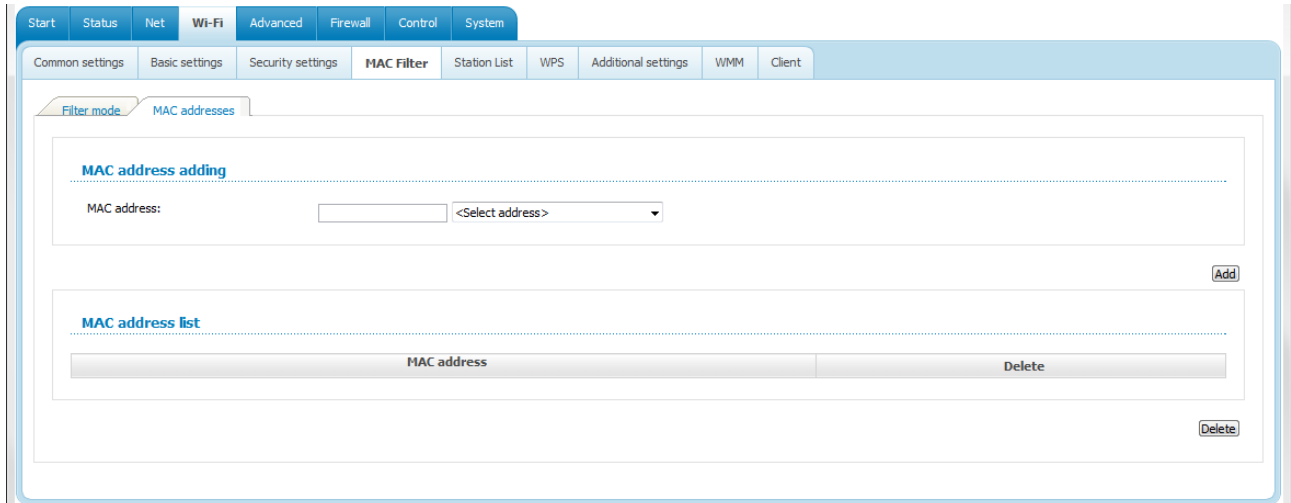 Start Status Net Wi-Fi Advanced Firewall Control System
Common settings Basic settings Security settings MAC Filter Station List WPS Additional settings WMM Client
Filter mode MAC addresses
MAC address adding
MAC address: <Select address>
Add
MAC address list
MAC address Delete
Delete